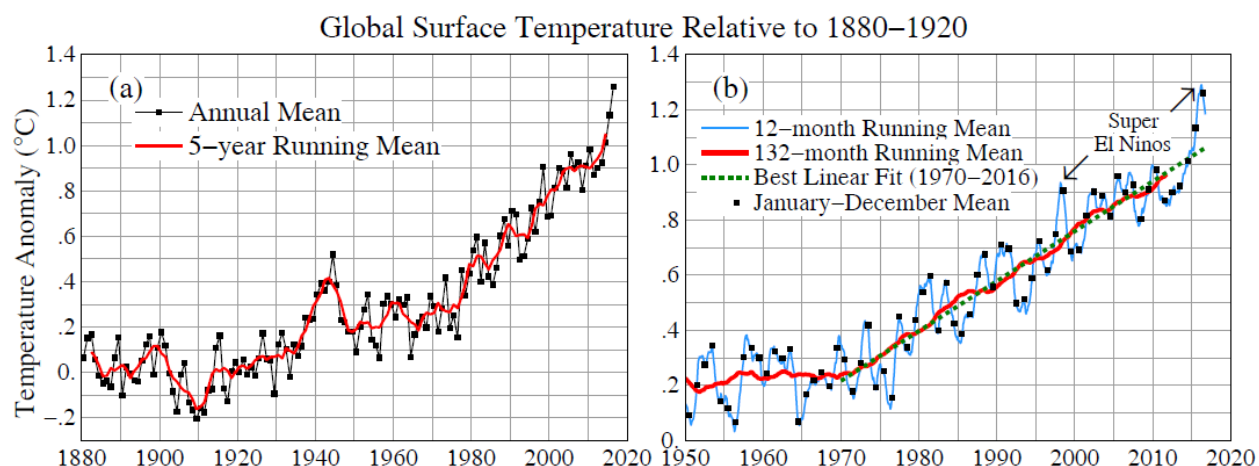 Global Surface Temperature Relative to 1880−1920
Temperature Anomaly (°C)
1.4
1.2
1.0
.8
.6
.4
.2
0.
−.2
(a)
Annual Mean
5−year Running Mean
1880 1900 1920 1940 1960 1980 2000 2020
1.4
1.2
1.0
.8
.6
.4
.2
0.
(b)
12−month Running Mean
132−month Running Mean
Best Linear Fit (1970−2016)
January−December Mean
Super
El Ninos
1950 1960 1970 1980 1990 2000 2010 2020